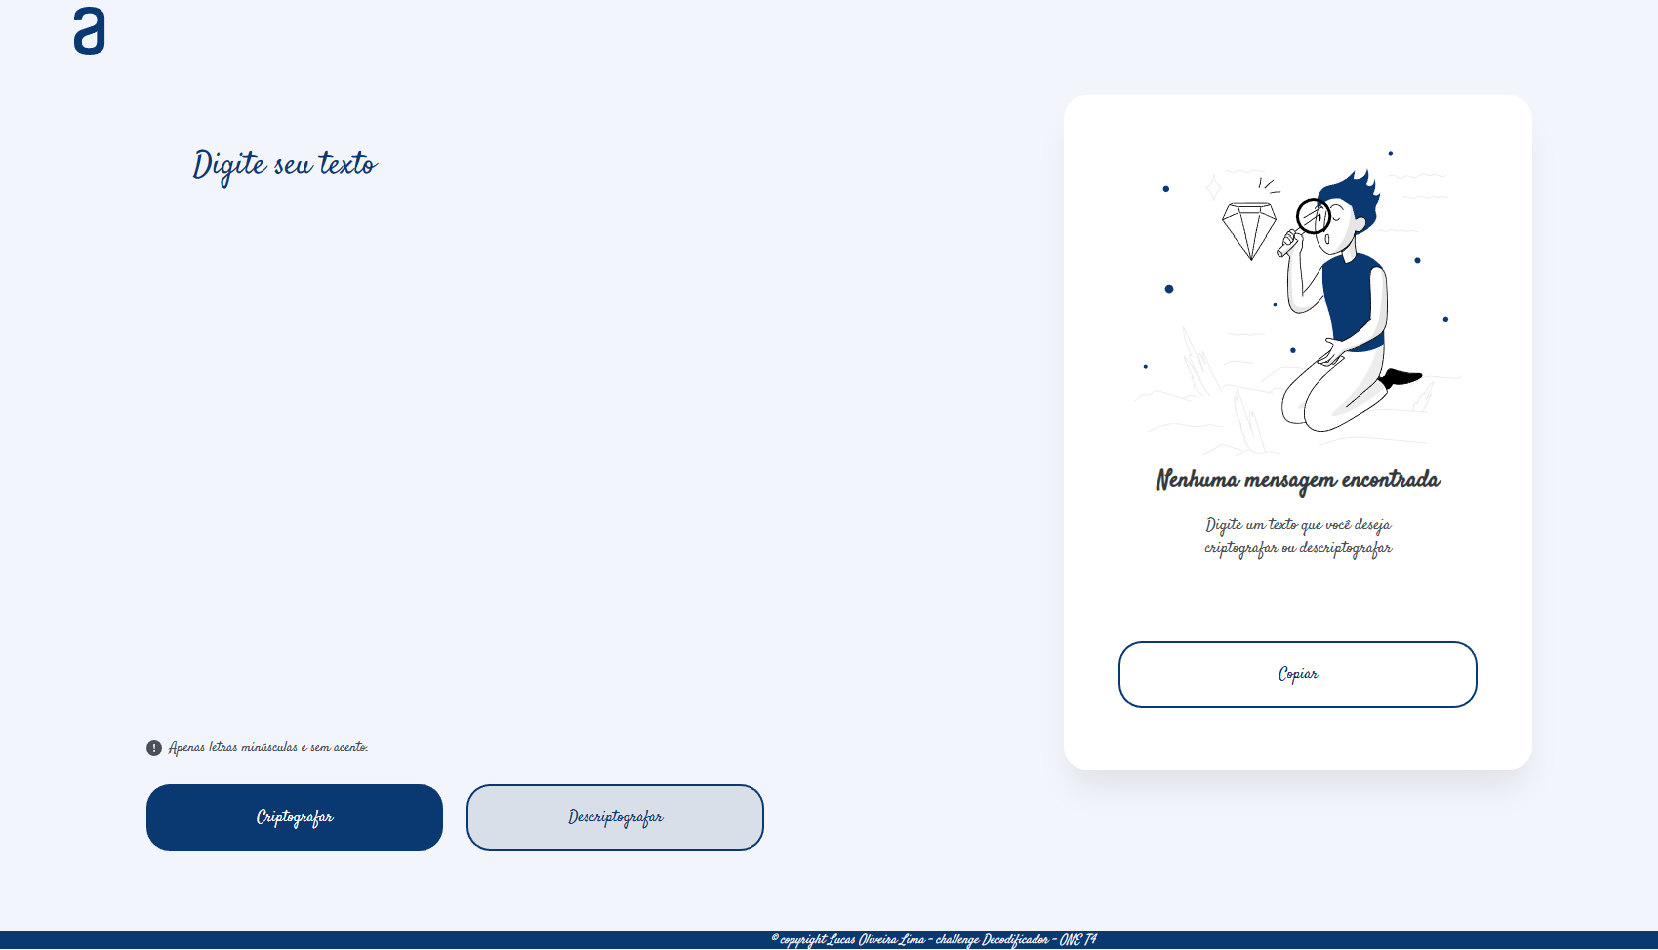 a
Digite seu texto
Nenhuma mensagem encontrada
Digite um texto que você deseja
criptografar ou descriptografar
Copiar
! Apenas letras minúsculas e sem acento.
Criptografar
Descriptografar
© copyright Lucas Oliveira Lima - challenge Decodificador - ONE T4